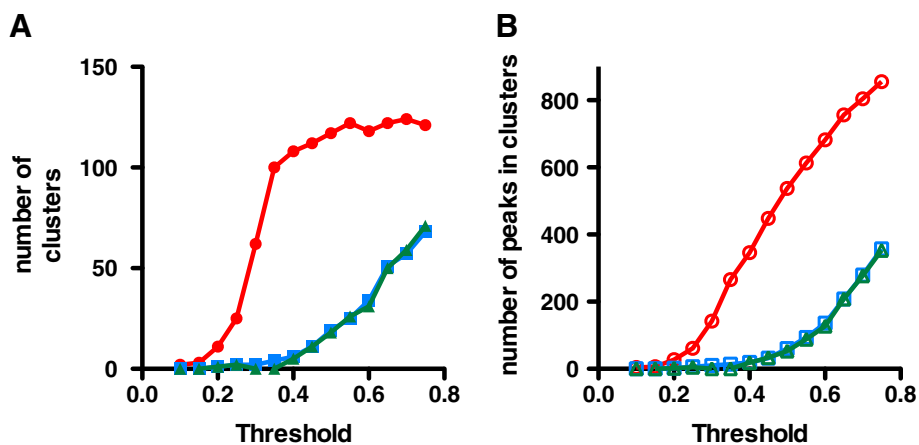 A
number of
clusters
150
100
50
0
0.0 0.2 0.4 0.6 0.8
Threshold
B
number of peaks in clusters
800
600
400
200
0
0.0 0.2 0.4 0.6 0.8
Threshold